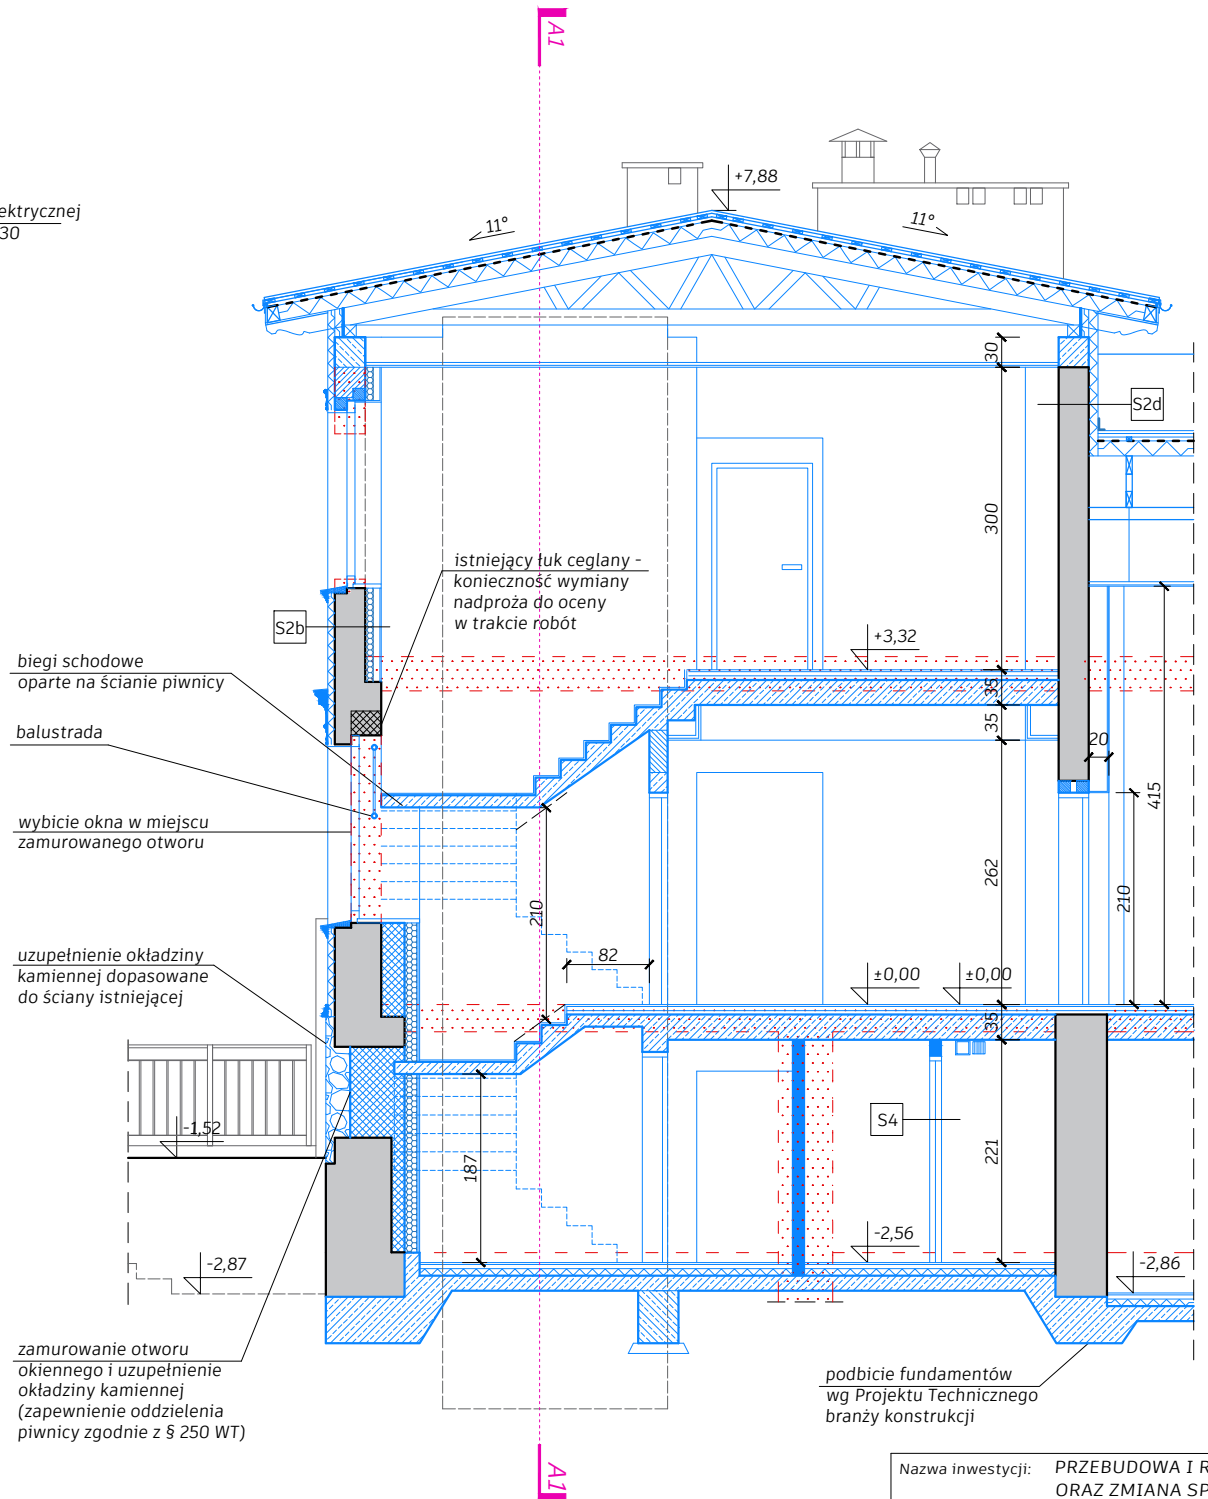 A1
ektrycznej
30
+7,88
11°
11°
30
S2d
300
istniejący łuk ceglany -
konieczność wymiany
nadproża do oceny
w trakcie robót
S2b
+3,32
biegi schodowe
oparte na ścianie piwnicy
35
35
balustrada
20
415
wybicie okna w miejscu
zamurowanego otworu
262
210
210
uzupełnienie okładziny
kamiennej dopasowane
do ściany istniejącej
82
±0,00
±0,00
35
-1,52
S4
187
221
-2,56
-2,87
-2,86
zamurowanie otworu
okiennego i uzupełnienie
okładziny kamiennej
(zapewnienie oddzielenia
piwnicy zgodnie z § 250 WT)
podbicie fundamentów
wg Projektu Technicznego
branży konstrukcji
A1
Nazwa inwestycji: PRZEBUDOWA I R
ORAZ ZMIANA SP